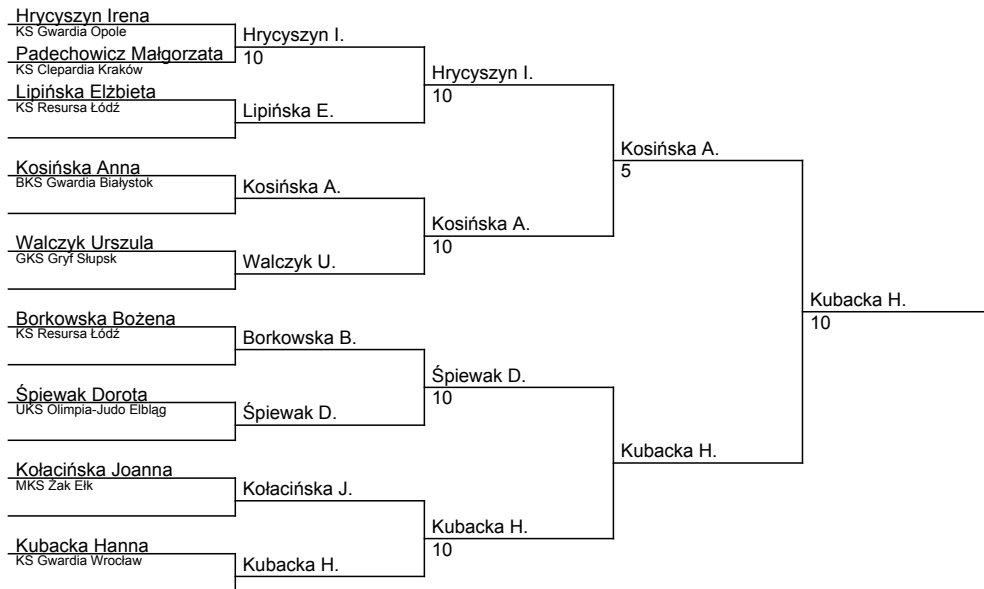 Hrycyszyn Irena
KS Gwardia Opole
Padechowicz Małgorzata
KS Clepardia Kraków
Lipińska Elżbieta
KS Resursa Łódź
Kosińska Anna
BKS Gwardia Białystok
Walczyk Urszula
GKS Gryf Słupsk
Borkowska Bożena
KS Resursa Łódź
Śpiewak Dorota
UKS Olimpia-Judo Elbląg
Kołacińska Joanna
MKS Żak Ełk
Kubacka Hanna
KS Gwardia Wrocław
Hrycyszyn I.
10
Lipińska E.
Kosińska A.
Walczyk U.
Borkowska B.
Śpiewak D.
Kołacińska J.
Kubacka H.
Hrycyszyn I.
10
Kosińska A.
10
Śpiewak D.
10
Kubacka H.
10
Kosińska A.
5
Kubacka H.
Kubacka H.
10